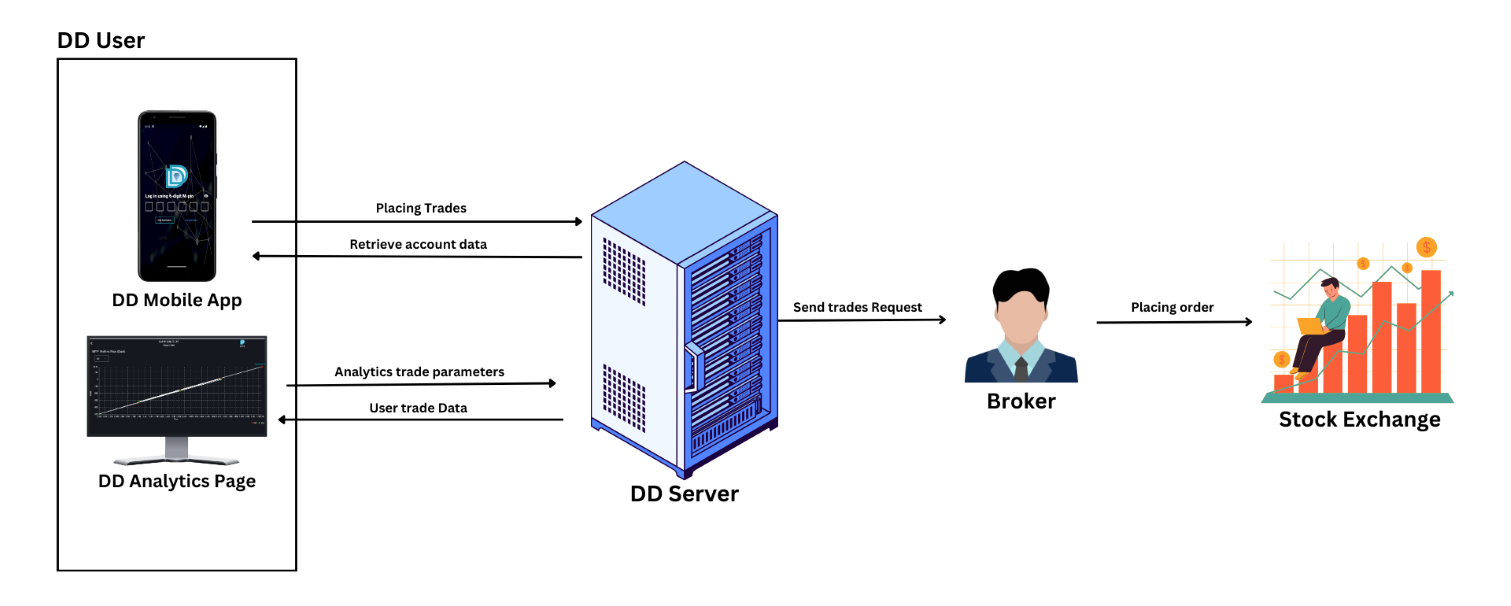 DD User
Log in using 6-digit M-pin
DD Mobile App
DD Analytics Page
Placing Trades
Retrieve account data
Analytics trade parameters
User trade Data
DD Server
Send trades Request
Broker
Placing order
Stock Exchange